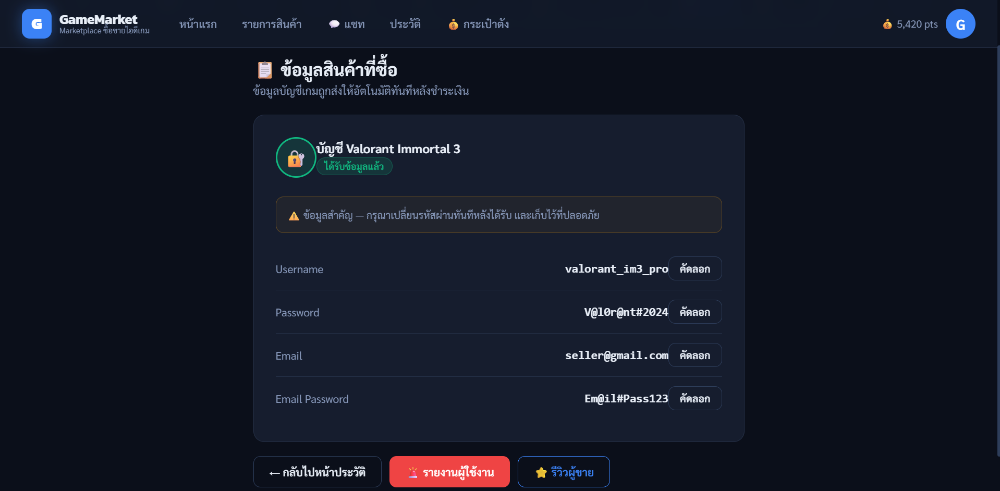 G
GameMarket
Marketplace ซื้อขายไอดีเกม
หน้าแรก
รายการสินค้า
แชท
ประวัติ
กระเป๋าตัง
5,420 pts
G
ข้อมูลสินค้าที่ซื้อ
ข้อมูลบัญชีเกมถูกส่งให้อัตโนมัติทันทีหลังชำระเงิน
บัญชี Valorant Immortal 3
ได้รับข้อมูลแล้ว
ข้อมูลสำคัญ — กรุณาเปลี่ยนรหัสผ่านทันทีหลังได้รับ และเก็บไว้ที่ปลอดภัย
Username valorant_im3_pro คัดลอก
Password V@l0r@nt#2024 คัดลอก
Email seller@gmail.com คัดลอก
Email Password Em@il#Pass123 คัดลอก
← กลับไปหน้าประวัติ
รายงานผู้ใช้งาน
รีวิวผู้ขาย